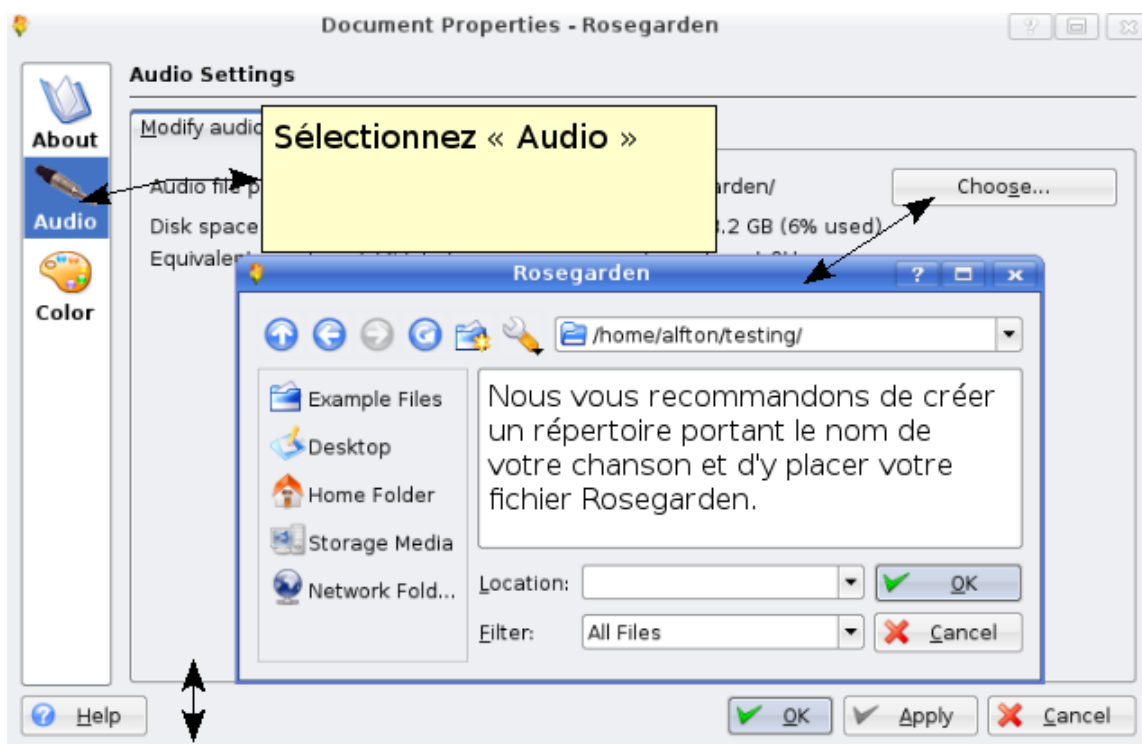 Document Properties - Rosegarden
Audio Settings
About
Audio
Color
Modify audio
Sélectionnez « Audio »
Audio file p
arden/
Choose...
Disk space
.2 GB (6% used)
Rosegarden
/home/alfton/testing/
Example Files
Desktop
Home Folder
Storage Media
Network Fold...
Nous vous recommandons de créer
un répertoire portant le nom de
votre chanson et d'y placer votre
fichier Rosegarden.
Location:
OK
Filter:
All Files
Cancel
Help
OK
Apply
Cancel